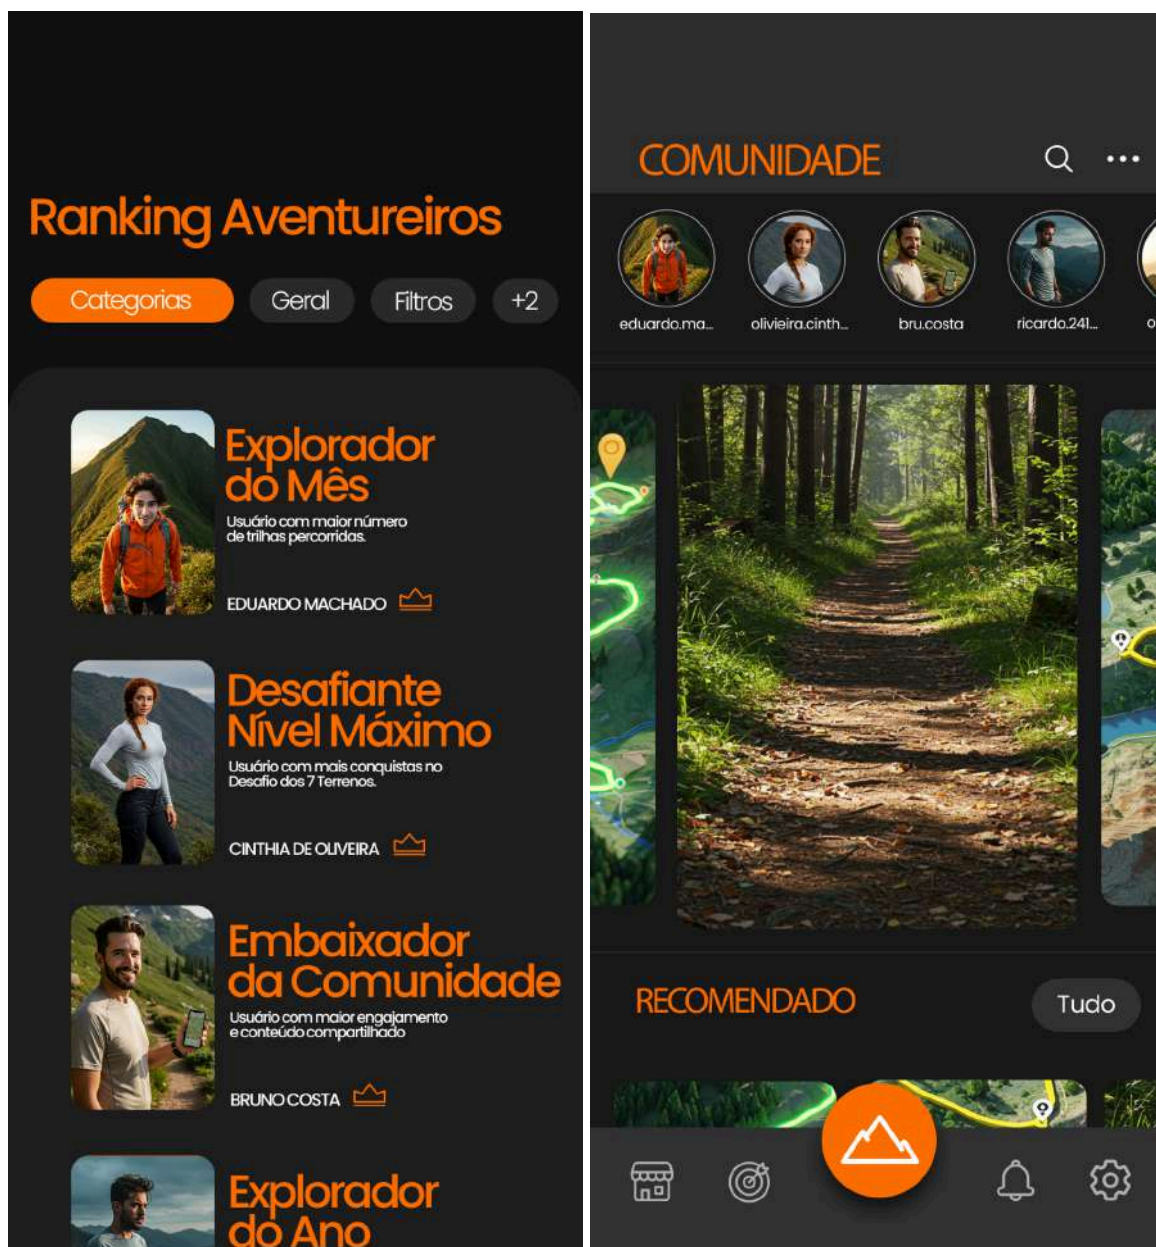 Ranking Aventureiros
Categorias
Geral
Filtros
+2
Explorador
do Mês
Usuário com maior número
de trilhas percorridas.
EDUARDO MACHADO
Desafiante
Nível Máximo
Usuário com mais conquistas no
Desafio dos 7 Terrenos.
CINTHIA DE OLIVEIRA
Embaixador
da Comunidade
Usuário com maior engajamento
e conteúdo compartilhado
BRUNO COSTA
Explorador
do Ano
COMUNIDADE
eduardo.ma...
olivieira.cinth...
bru.costa
ricardo.241...
o
RECOMENDADO
Tudo